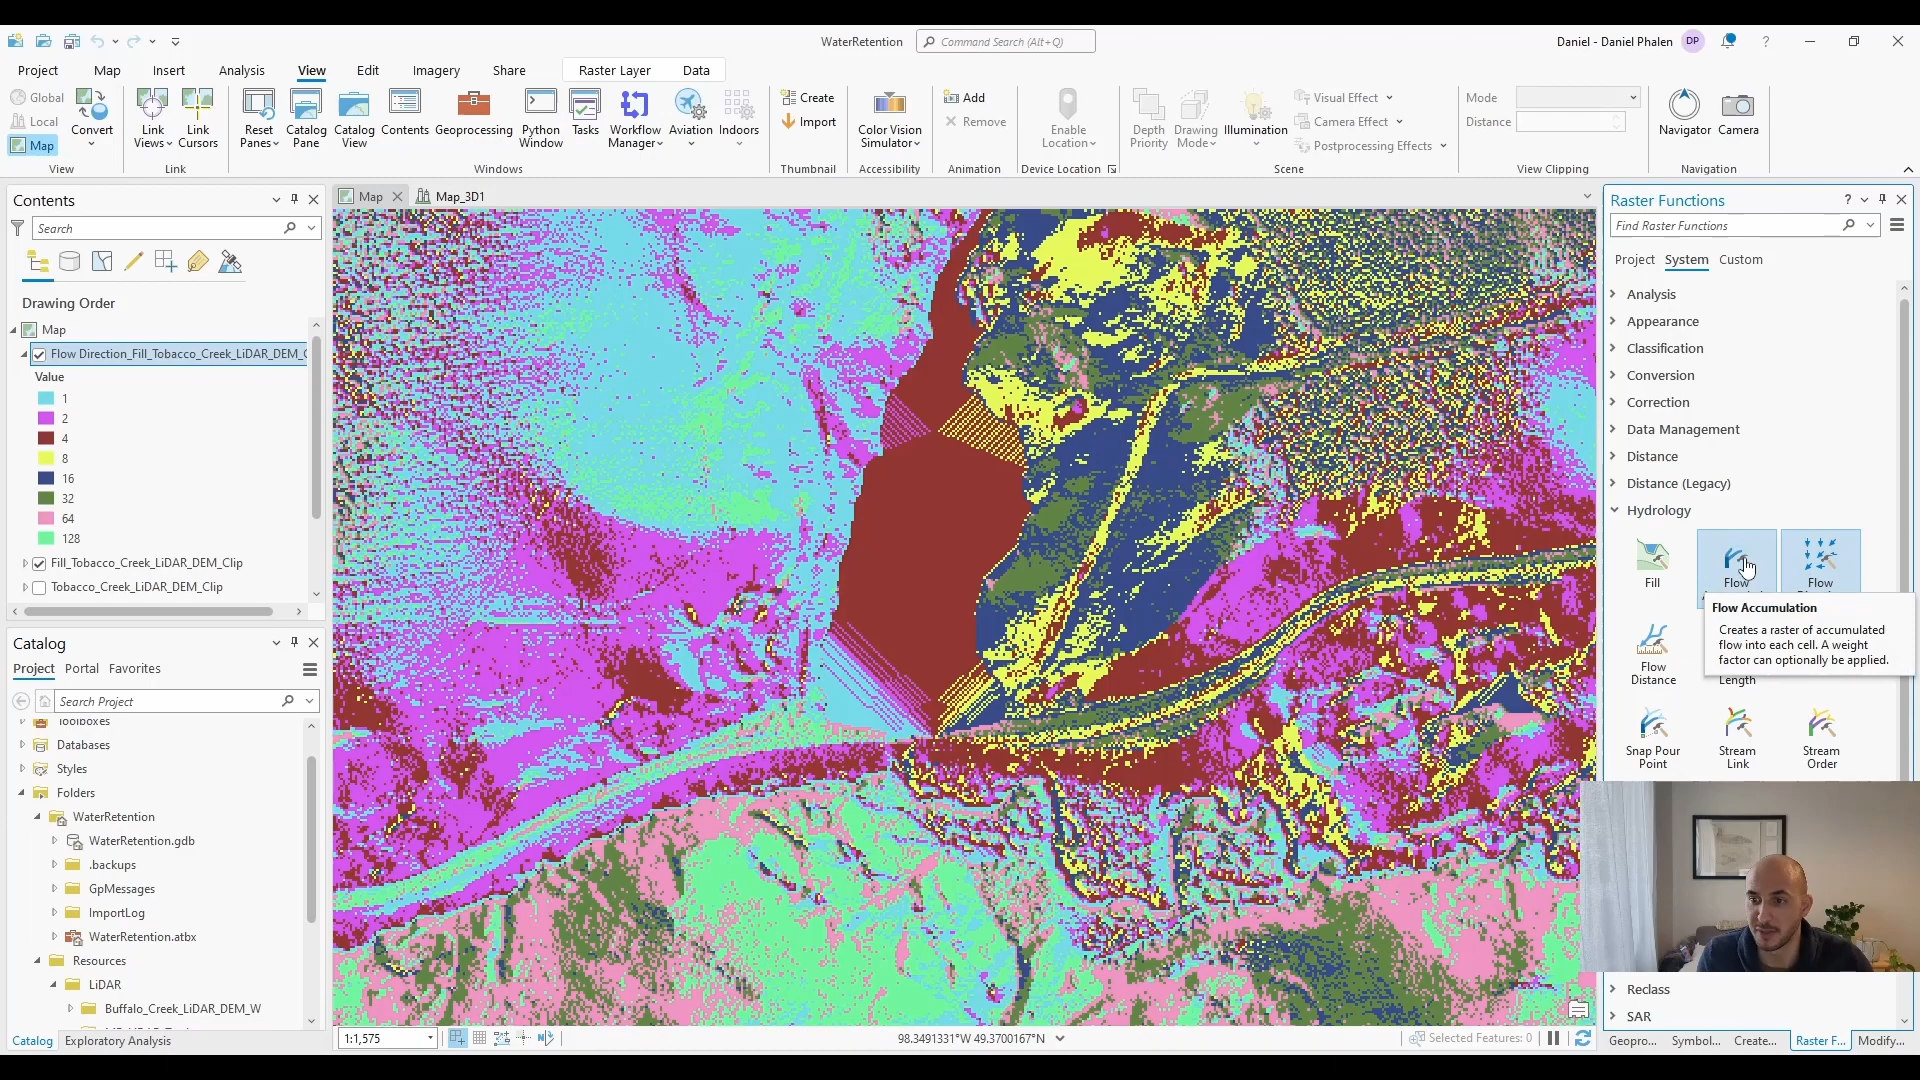 WaterRetention
Command Search (Alt+Q)
Daniel - Daniel Phalen
DP
?
Project
Map
Insert
Analysis
View
Edit
Imagery
Share
Raster Layer
Data
Global
Local
Map
Convert
View
Link
Views
Link
Cursors
Link
Reset
Panes
Catalog
Pane
Catalog
View
Contents
Geoprocessing
Python
Window
Tasks
Workflow
Manager
Aviation
Indoors
Windows
Create
Import
Thumbnail
Color Vision
Simulator
Accessibility
Add
Remove
Animation
Enable
Location
Device Location
Depth
Priority
Drawing
Mode
Illumination
Visual Effect
Camera Effect
Postprocessing Effects
Scene
Mode
Distance
View Clipping
Navigator
Camera
Navigation
Contents
Search
Drawing Order
Map
Flow Direction_Fill_Tobacco_Creek_LiDAR_DEM_C
Value
1
2
4
8
16
32
64
128
Fill_Tobacco_Creek_LiDAR_DEM_Clip
Tobacco_Creek_LiDAR_DEM_Clip
Catalog
Project
Portal
Favorites
Search Project
Toolboxes
Databases
Styles
Folders
WaterRetention
WaterRetention.gdb
.backups
GpMessages
ImportLog
WaterRetention.atbx
Resources
LiDAR
Buffalo_Creek_LiDAR_DEM_W
Catalog
Exploratory Analysis
Map
Map_3D1
1:1,575
98.3491331°W 49.3700167°N
Selected Features: 0
Raster Functions
?
Find Raster Functions
Project
System
Custom
Analysis
Appearance
Classification
Conversion
Correction
Data Management
Distance
Distance (Legacy)
Hydrology
Fill
Flow
Flow
Flow Accumulation
Creates a raster of accumulated
flow into each cell. A weight
factor can optionally be applied.
Flow
Distance
Length
Snap Pour
Point
Stream
Link
Stream
Order
Reclass
SAR
Geopro...
Symbol...
Create...
Raster F...
Modify...